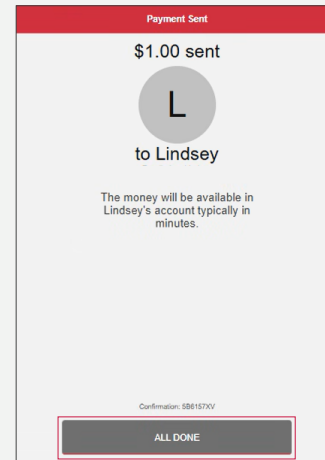 Payment Sent
$1.00 sent
L
to Lindsey
The money will be available in
Lindsey's account typically in
minutes.
Confirmation: 5B6157XV
ALL DONE